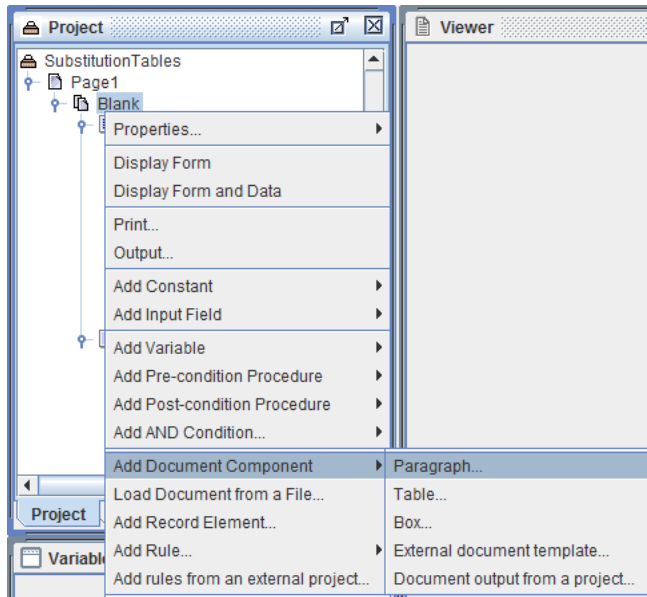 Project
Viewer
SubstitutionTables
Page1
Blank
Properties...
Display Form
Display Form and Data
Print...
Output...
Add Constant
Add Input Field
Add Variable
Add Pre-condition Procedure
Add Post-condition Procedure
Add AND Condition...
Add Document Component
Paragraph...
Load Document from a File...
Table...
Project
Add Record Element...
Box...
Variabl
Add Rule...
External document template...
Add rules from an external project...
Document output from a project...